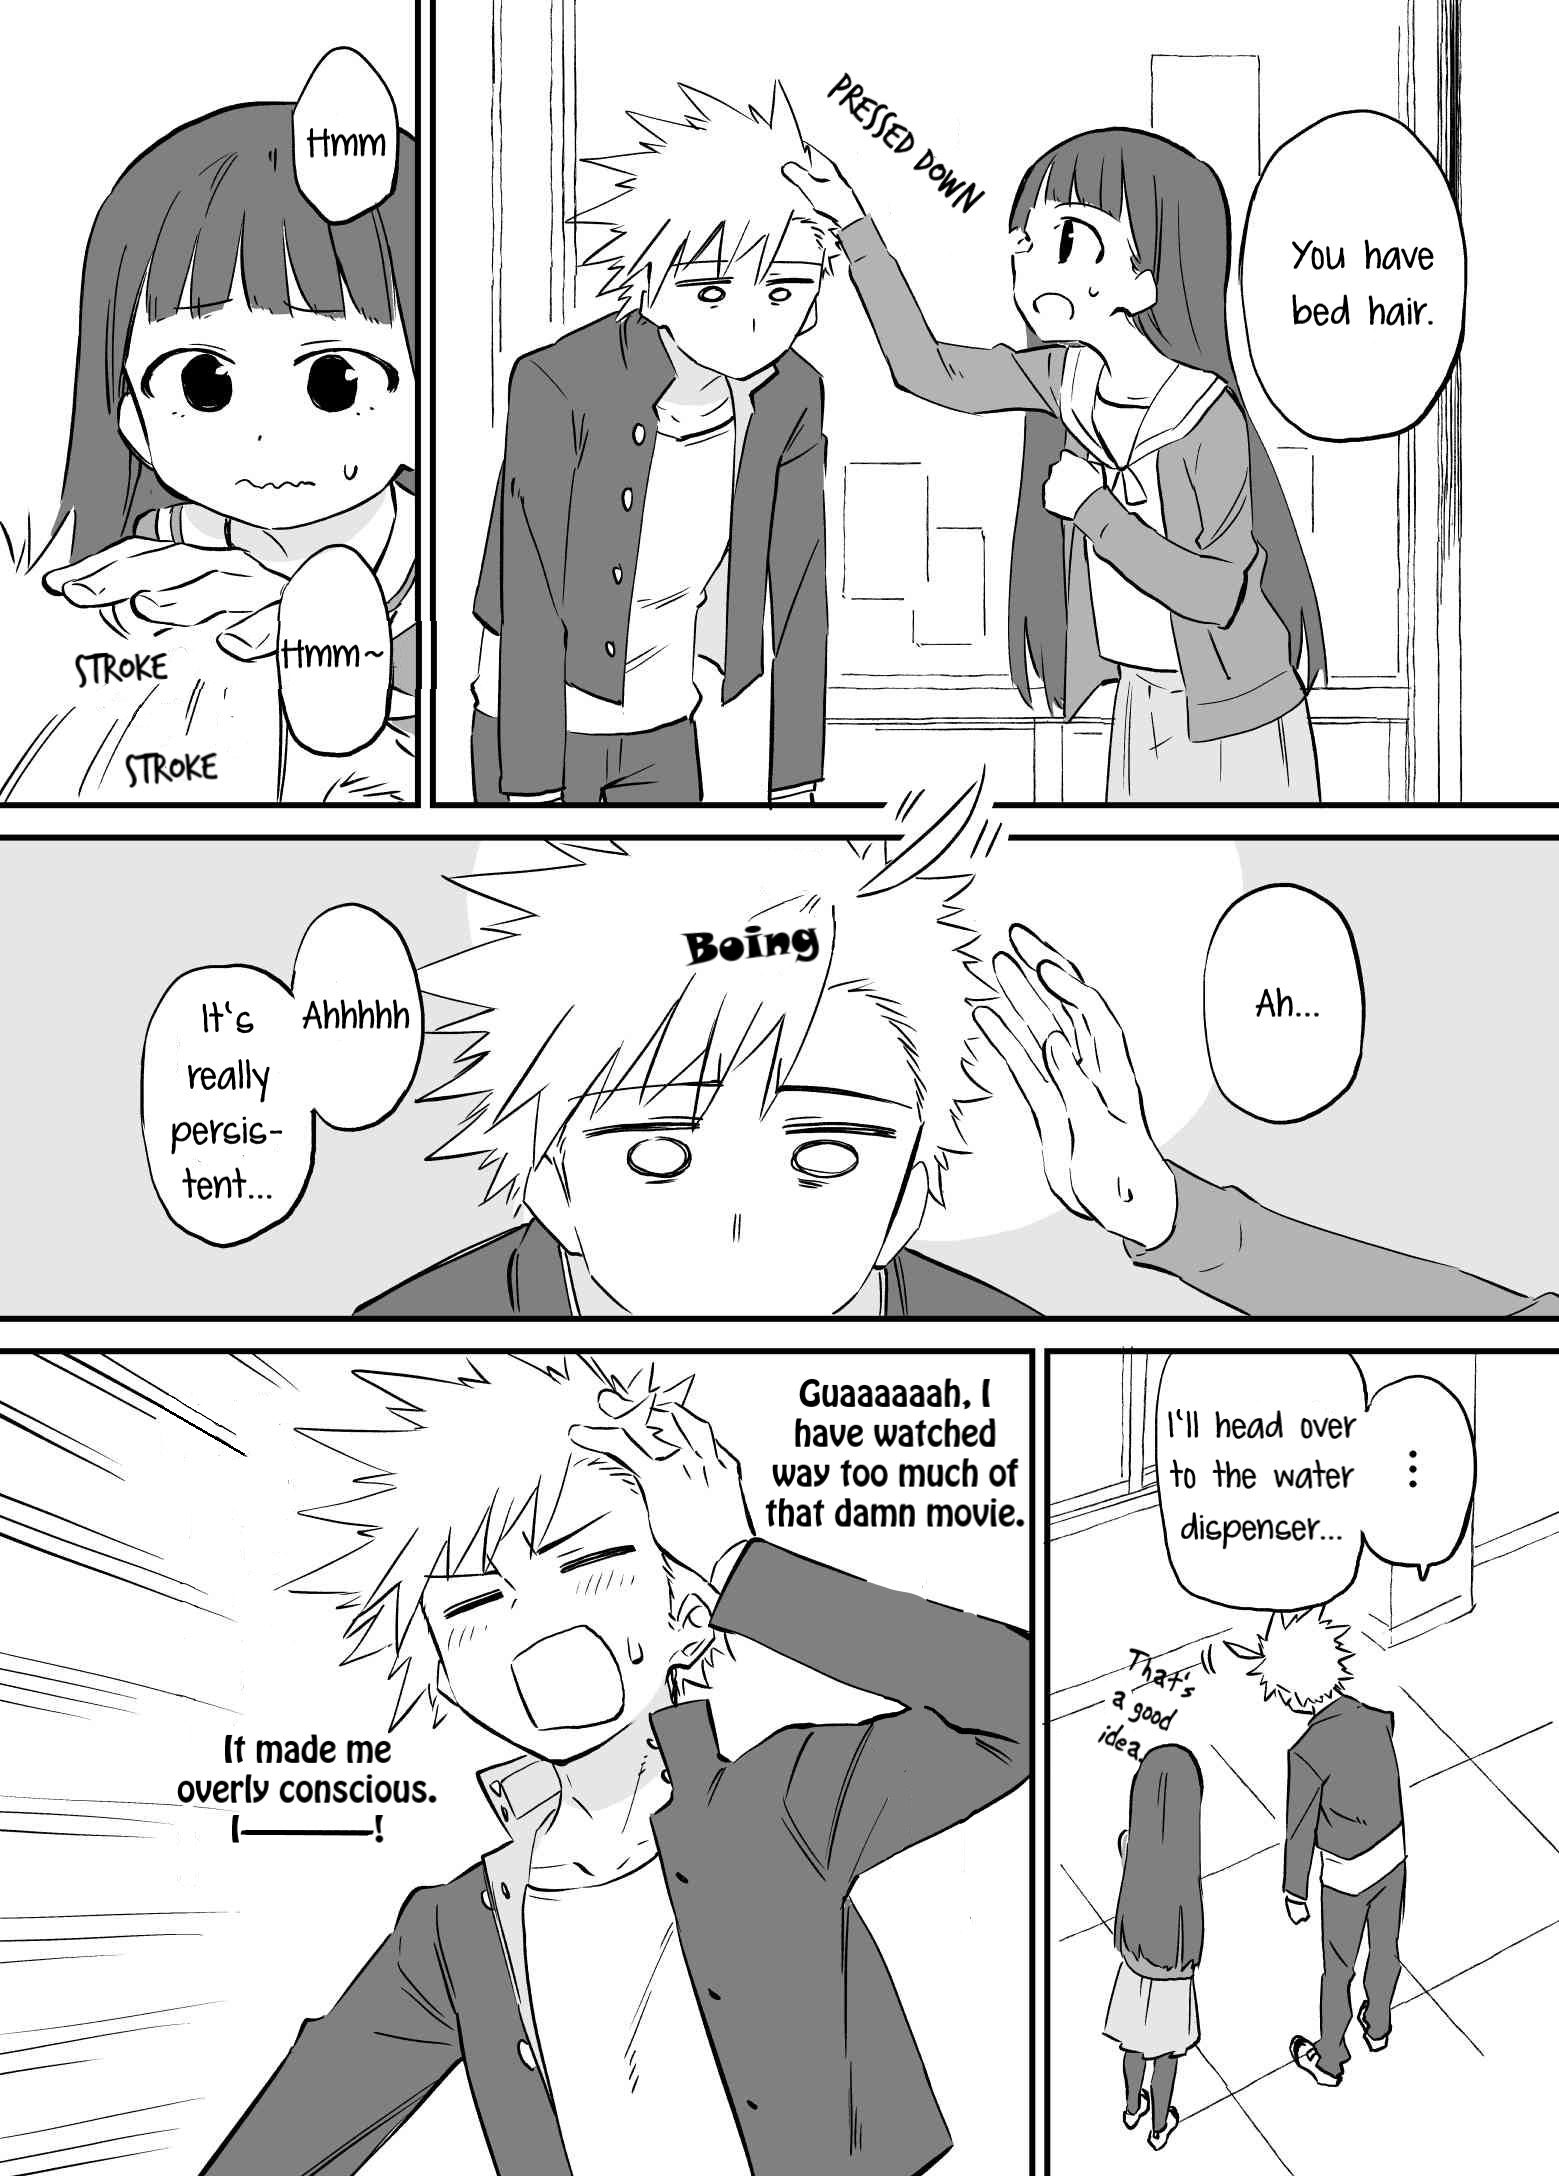 You have
bed hair.
PRESSED DOWN
Hmm
Hmm~
STROKE
STROKE
Ah...
Boing
Ahhhhh
It's
really
persis-
tent...
...
I'll head over
to the water
dispenser...
That's
a good
idea.
Guaaaaaah, I
have watched
way too much of
that damn movie.
It made me
overly conscious.
I————!